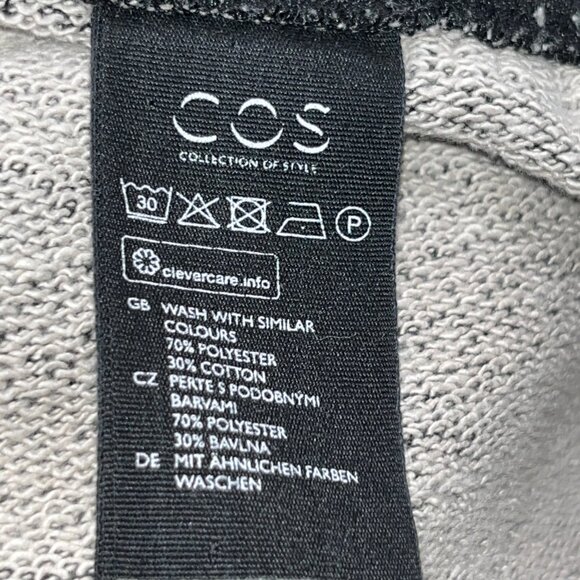 COS
COLLECTION OF STYLE
30 P
clevercare.info
GB WASH WITH SIMILAR
COLOURS
70% POLYESTER
30% COTTON
CZ PERTE S PODOBNÝMI
BARVAMI
70% POLYESTER
30% BAVLNA
DE MIT ÄHNLICHEN FARBEN
WASCHEN